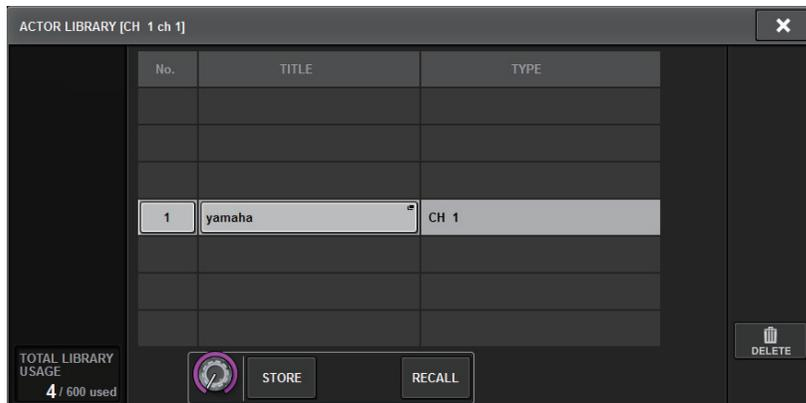 ACTOR LIBRARY [CH 1 ch 1]
No. TITLE TYPE
1 yamaha CH 1
DELETE
TOTAL LIBRARY
USAGE
4 / 600 used
STORE RECALL